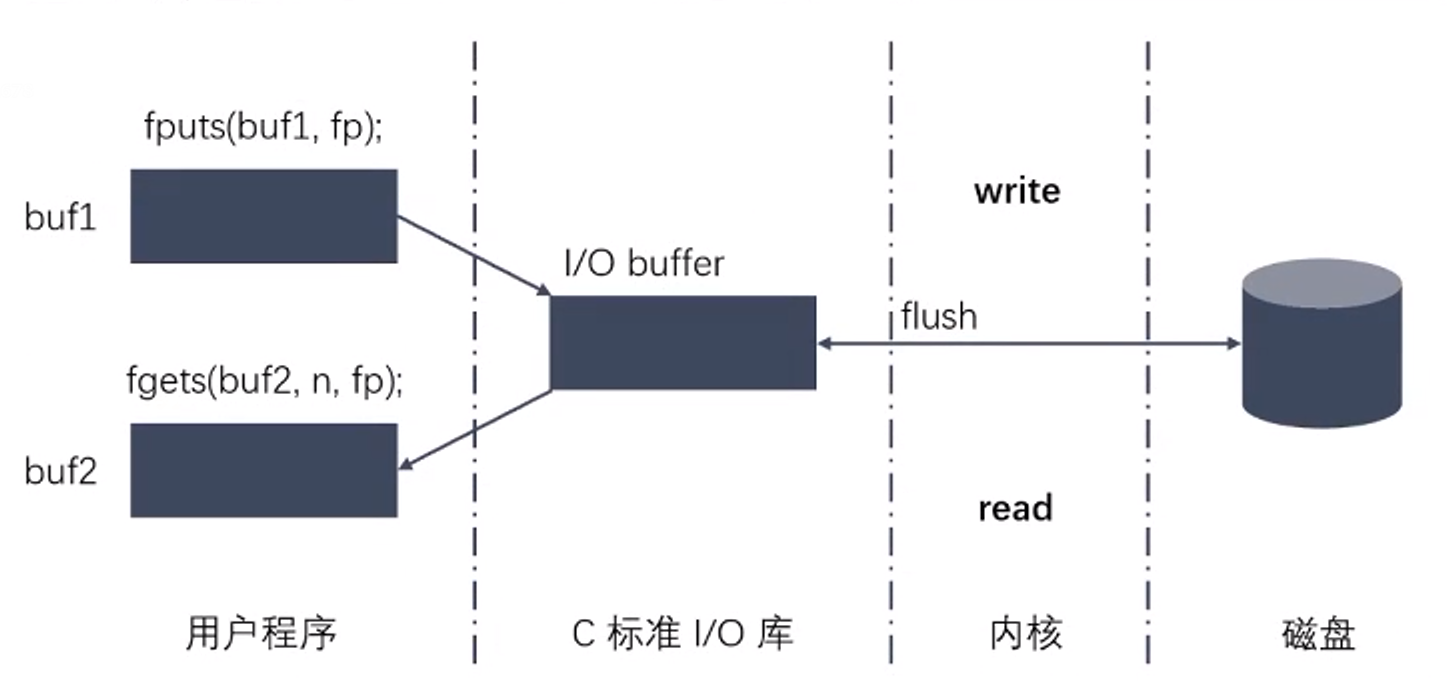 fputs(buf1, fp);
buf1
I/O buffer
write
flush
fgets(buf2, n, fp);
buf2
read
用户程序
C 标准 I/O 库
内核
磁盘